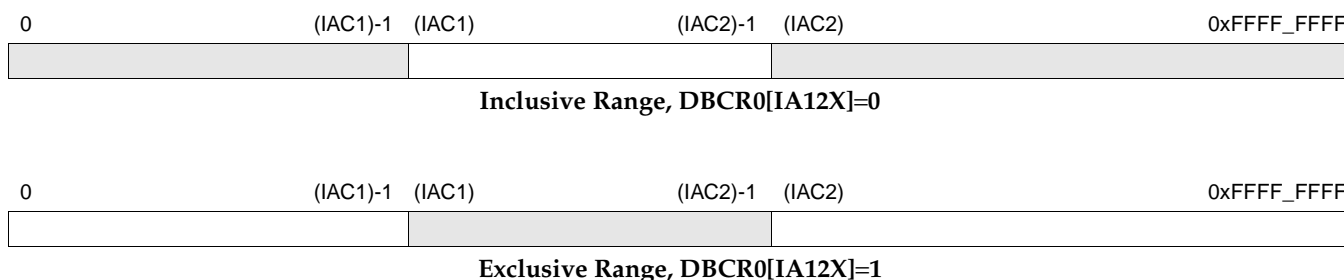 0 (IAC1)-1 (IAC1) (IAC2)-1 (IAC2) 0xFFFF_FFFF
Inclusive Range, DBCR0[IA12X]=0
0 (IAC1)-1 (IAC1) (IAC2)-1 (IAC2) 0xFFFF_FFFF
Exclusive Range, DBCR0[IA12X]=1